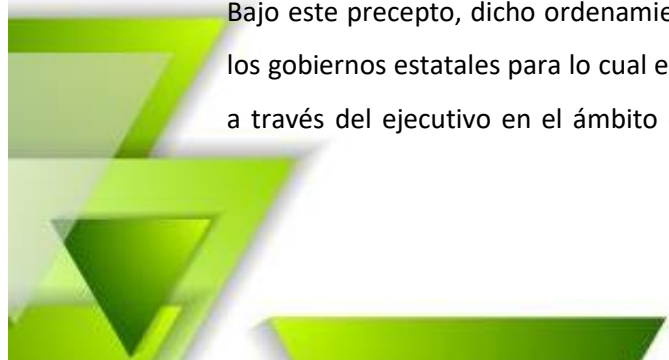 Bajo este precepto, dicho ordenamie
los gobiernos estatales para lo cual e
a través del ejecutivo en el ámbito